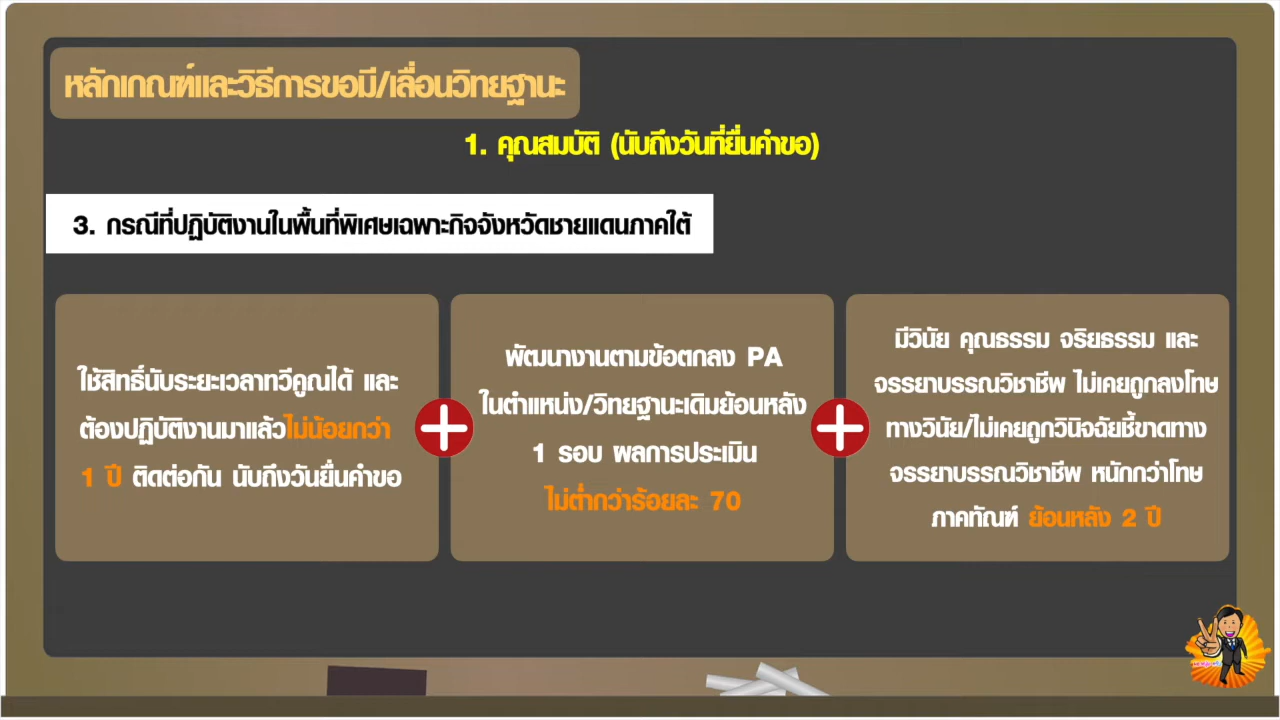 หลักเกณฑ์และวิธีการขอมี/เลื่อนวิทยฐานะ
1. คุณสมบัติ (นับถึงวันที่ยื่นคำขอ)
3. กรณีที่ปฏิบัติงานในพื้นที่พิเศษเฉพาะกิจจังหวัดชายแดนภาคใต้
ใช้สิทธิ์นับระยะเวลาทวีคูณได้ และ
ต้องปฏิบัติงานมาแล้วไม่น้อยกว่า
1 ปี ติดต่อกัน นับถึงวันยื่นคำขอ
พัฒนางานตามข้อตกลง PA
ในตำแหน่ง/วิทยฐานะเดิมย้อนหลัง
1 รอบ ผลการประเมิน
ไม่ต่ำกว่าร้อยละ 70
มีวินัย คุณธรรม จริยธรรม และ
จรรยาบรรณวิชาชีพ ไม่เคยถูกลงโทษ
ทางวินัย/ไม่เคยถูกวินิจฉัยชี้ขาดทาง
จรรยาบรรณวิชาชีพ หนักกว่าโทษ
ภาคทัณฑ์ ย้อนหลัง 2 ปี